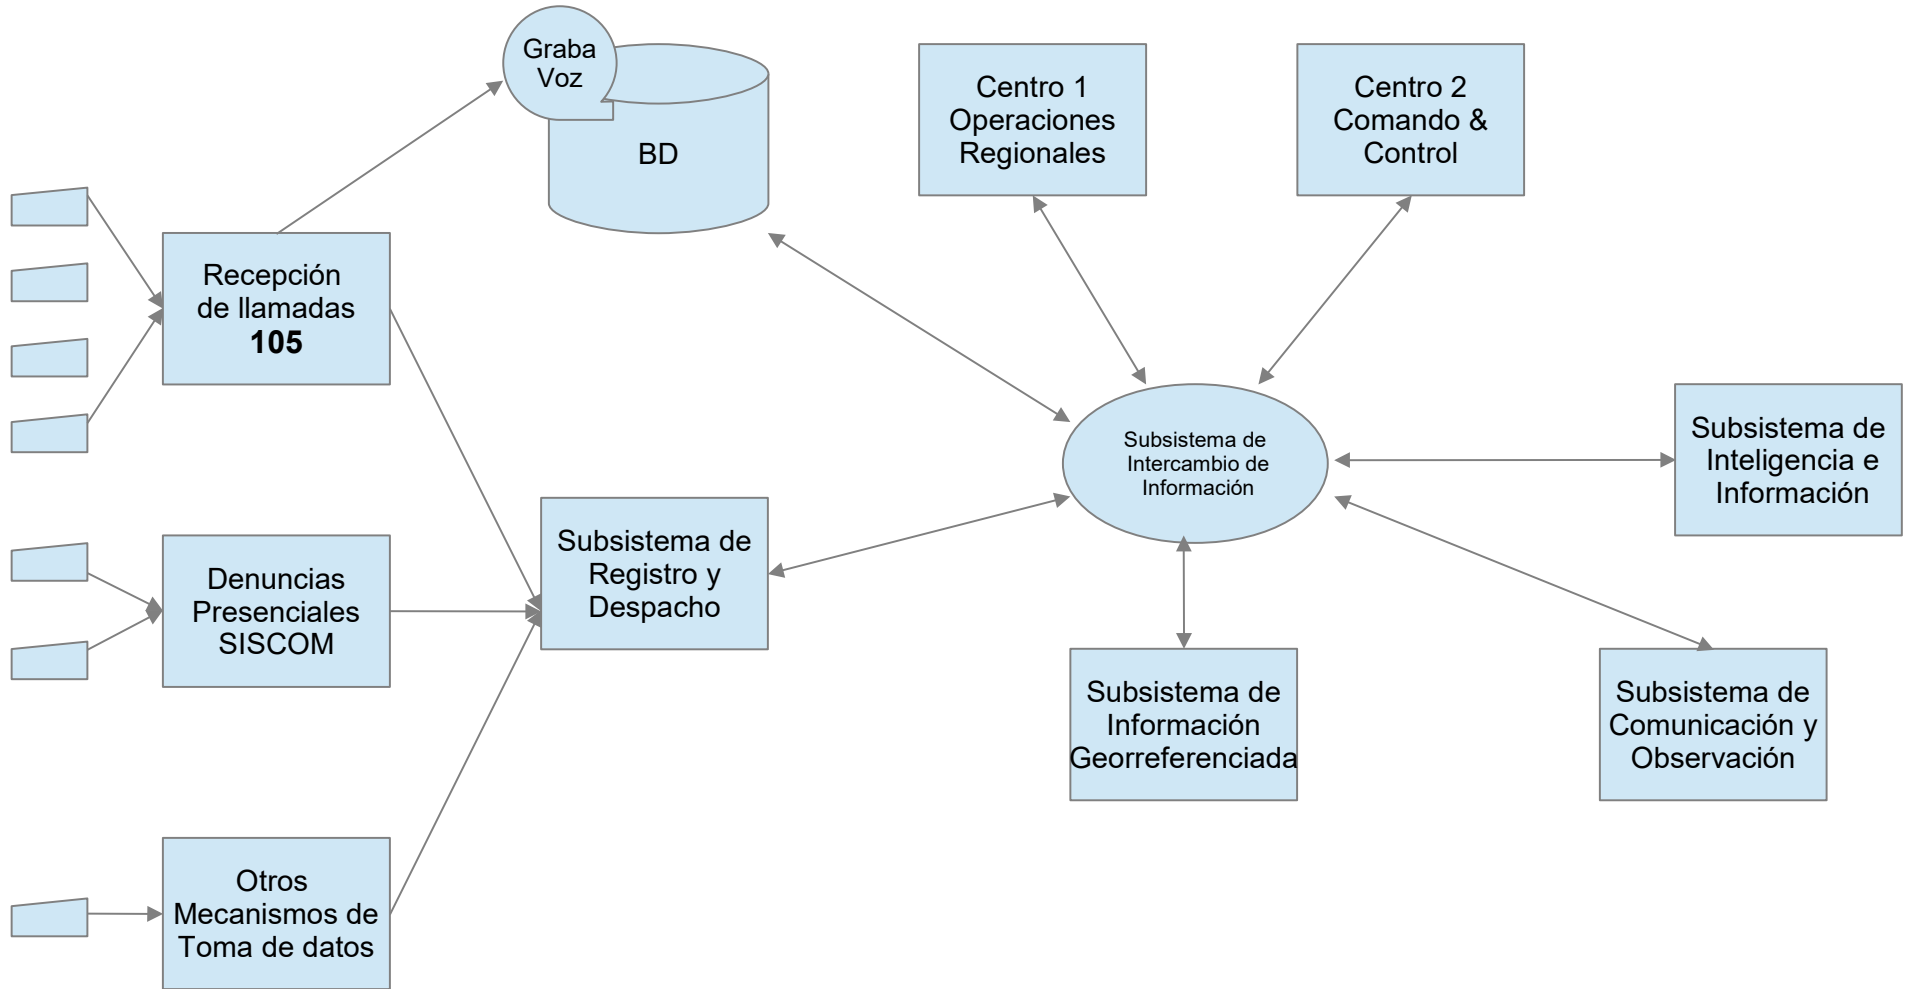 Graba
Voz
BD
Centro 1
Operaciones
Regionales
Centro 2
Comando &
Control
Recepción
de llamadas
105
Subsistema de
Intercambio de
Información
Subsistema de
Inteligencia e
Información
Denuncias
Presenciales
SISCOM
Subsistema de
Registro y
Despacho
Subsistema de
Información
Georreferenciada
Subsistema de
Comunicación y
Observación
Otros
Mecanismos de
Toma de datos